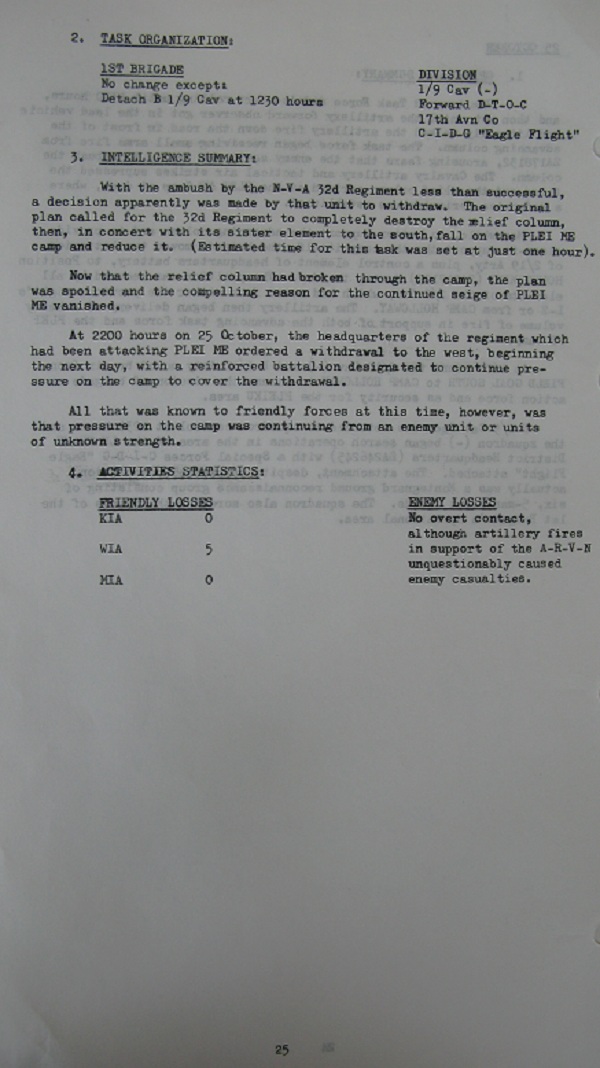 2. TASK ORGANIZATION:
1ST BRIGADE
No change except:
Detach B 1/9 Cav at 1230 hours
DIVISION
1/9 Cav (-)
Forward D-T-O-C
17th Avn Co
C-I-D-G "Eagle Flight"
3. INTELLIGENCE SUMMARY:
With the ambush by the N-V-A 32d Regiment less than successful,
a decision apparently was made by that unit to withdraw. The original
plan called for the 32d Regiment to completely destroy the relief column,
then, in concert with its sister element to the south, fall on the PLEI ME
camp and reduce it. (Estimated time for this task was set at just one hour).
Now that the relief column had broken through the camp, the plan
was spoiled and the compelling reason for the continued seige of PLEI
ME vanished.
At 2200 hours on 25 October, the headquarters of the regiment which
had been attacking PLEI ME ordered a withdrawal to the west, beginning
the next day, with a reinforced battalion designated to continue pre-
ssure on the camp to cover the withdrawal.
All that was known to friendly forces at this time, however, was
that pressure on the camp was continuing from an enemy unit or units
of unknown strength.
4. ACTIVITIES STATISTICS:
FRIENDLY LOSSES
KIA 0
WIA 5
MIA 0
ENEMY LOSSES
No overt contact,
although artillery fires
in support of the A-R-V-N
unquestionably caused
enemy casualties.
25